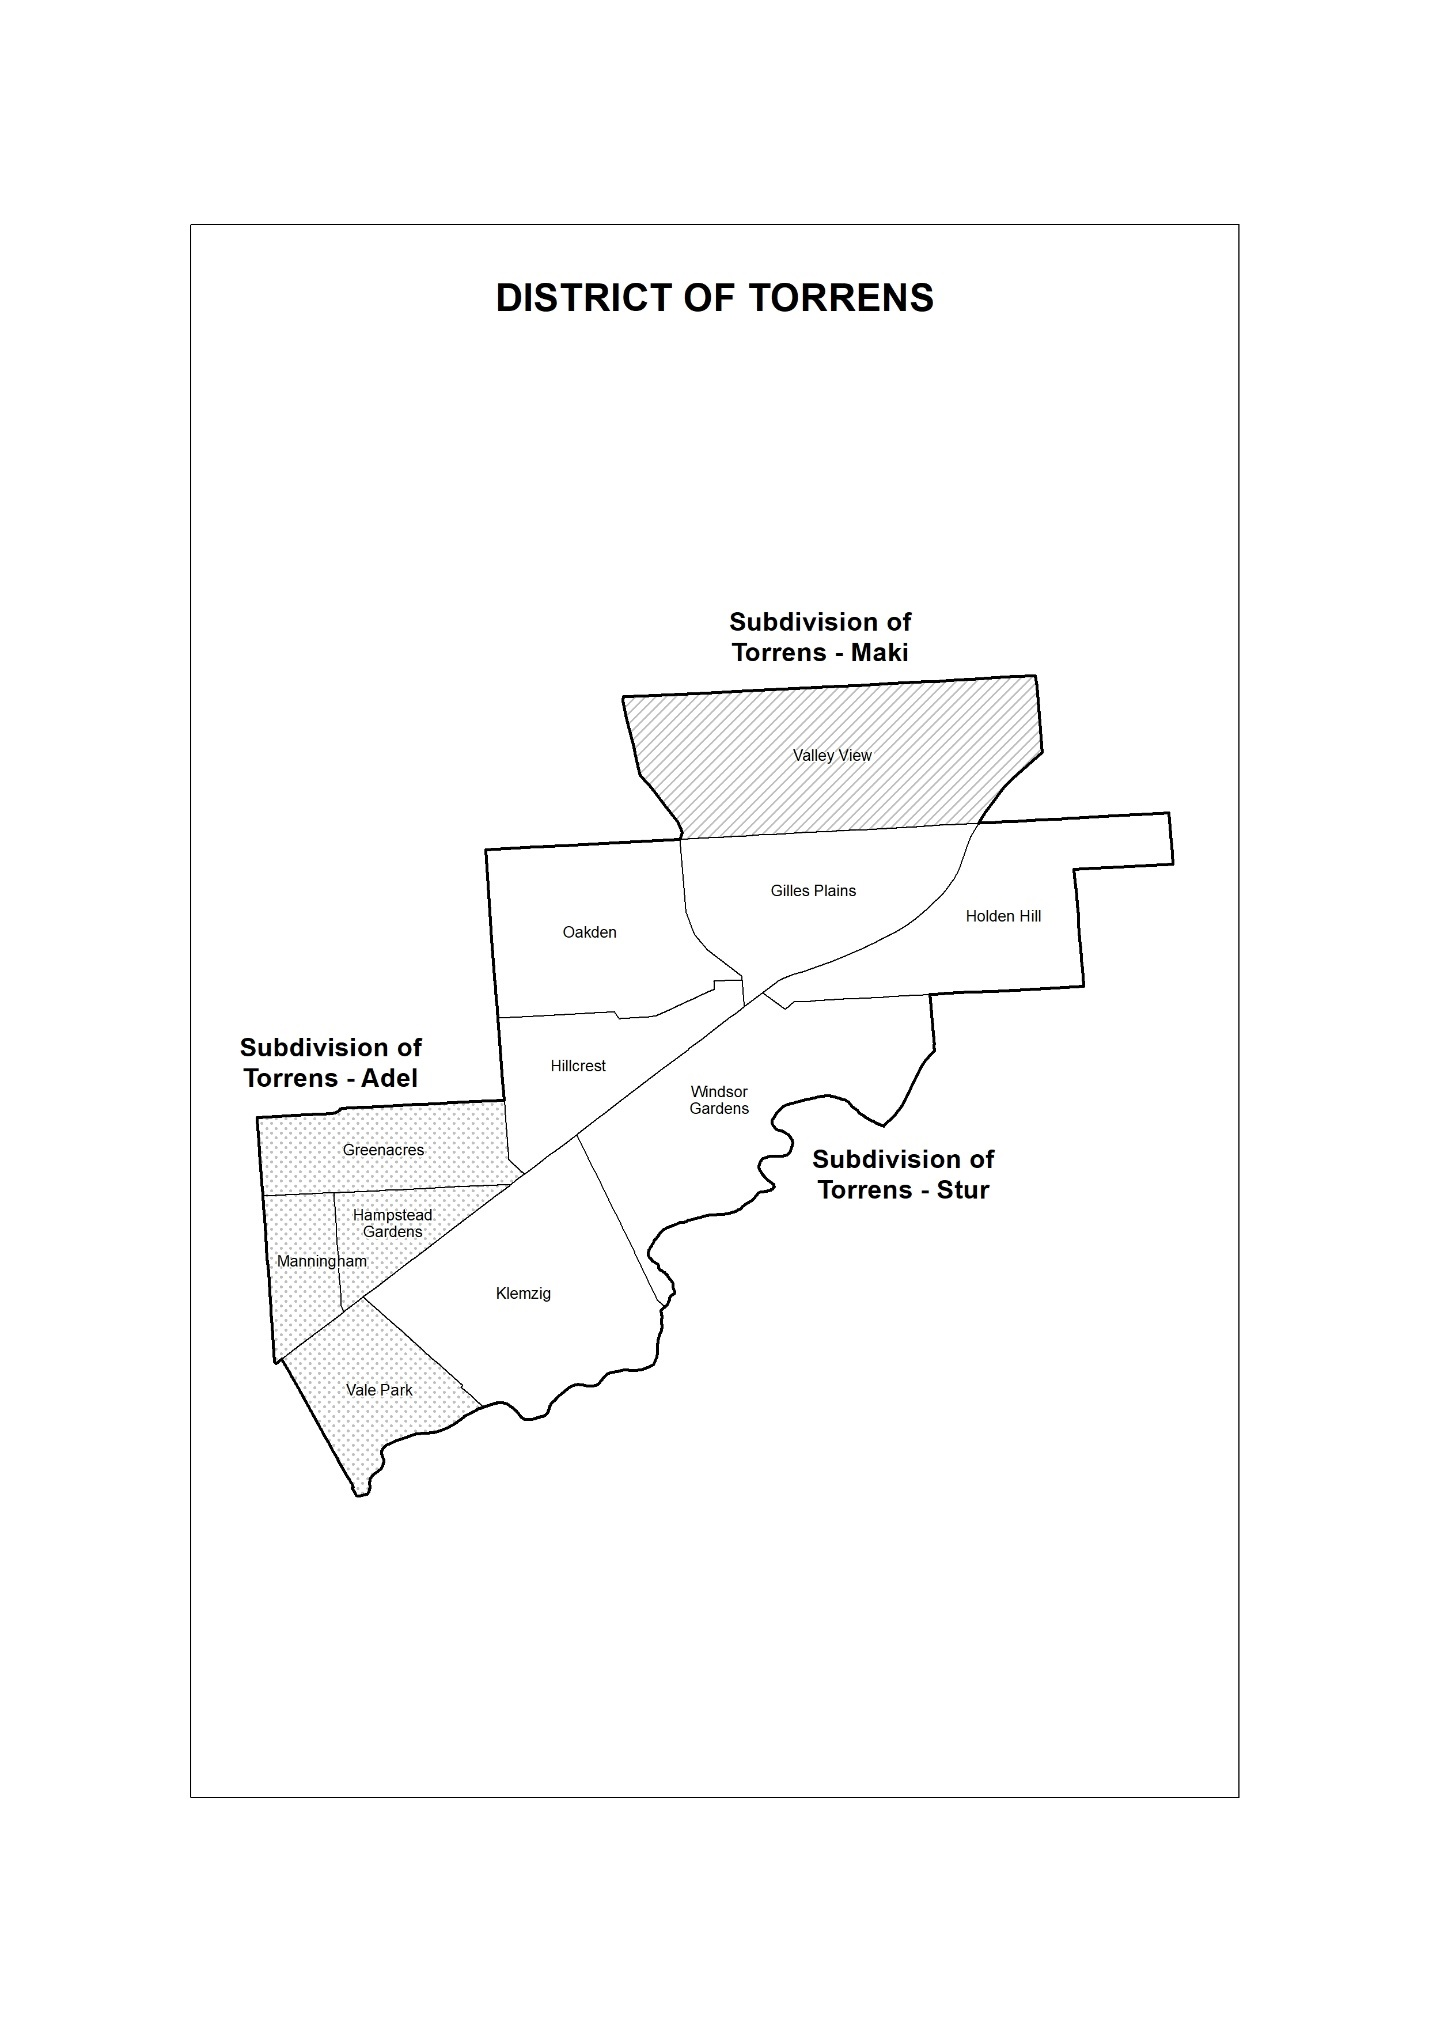 DISTRICT OF TORRENS
Subdivision of
Torrens - Maki
Valley View
Gilles Plains
Holden Hill
Oakden
Subdivision of
Torrens - Adel
Hillcrest
Windsor
Gardens
Greenacres
Subdivision of
Torrens - Stur
Hampstead
Gardens
Manningham
Klemzig
Vale Park